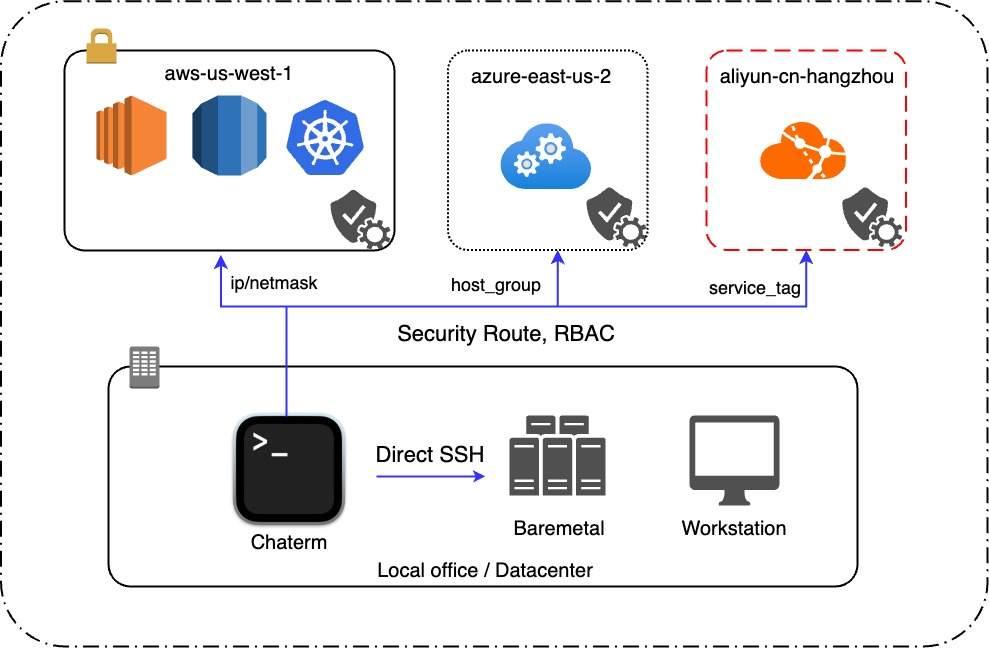 aws-us-west-1
azure-east-us-2
aliyun-cn-hangzhou
ip/netmask
host_group
service_tag
Security Route, RBAC
>_
Direct SSH
Chaterm
Baremetal
Workstation
Local office / Datacenter